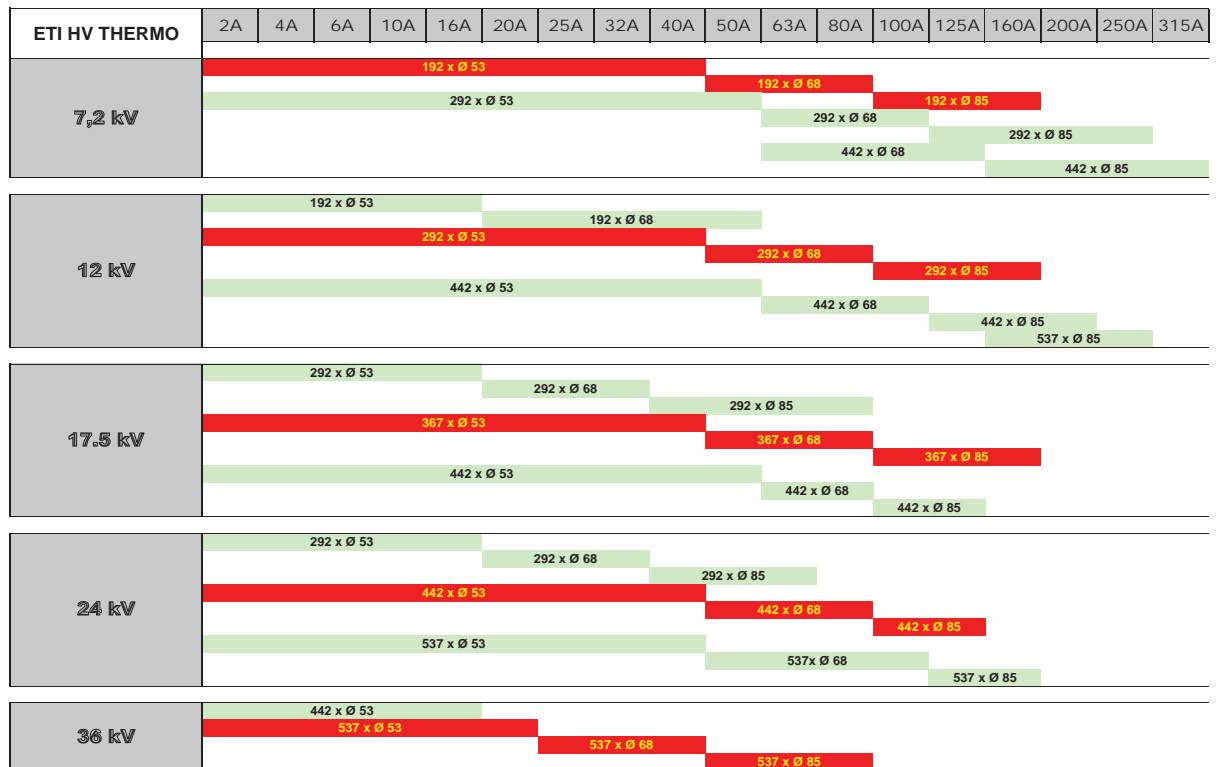 ETI HV THERMO 2A 4A 6A 10A 16A 20A 25A 32A 40A 50A 63A 80A 100A 125A 160A 200A 250A 315A
7,2 kV
192 x Ø 53
192 x Ø 68
292 x Ø 53 192 x Ø 85
292 x Ø 68
292 x Ø 85
442 x Ø 68
442 x Ø 85
12 kV
192 x Ø 53
192 x Ø 68
292 x Ø 53
292 x Ø 68
292 x Ø 85
442 x Ø 53
442 x Ø 68
442 x Ø 85
537 x Ø 85
17.5 kV
292 x Ø 53
292 x Ø 68
292 x Ø 85
367 x Ø 53
367 x Ø 68
367 x Ø 85
442 x Ø 53
442 x Ø 68
442 x Ø 85
24 kV
292 x Ø 53
292 x Ø 68
292 x Ø 85
442 x Ø 53
442 x Ø 68
442 x Ø 85
537 x Ø 53
537x Ø 68
537 x Ø 85
36 kV
442 x Ø 53
537 x Ø 53
537 x Ø 68
537 x Ø 85